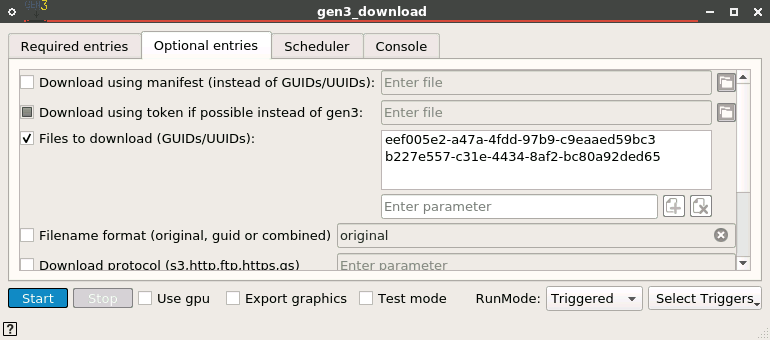 gen3_download
Required entries
Optional entries
Scheduler
Console
Download using manifest (instead of GUIDs/UUIDs):
Enter file
Download using token if possible instead of gen3:
Enter file
Files to download (GUIDs/UUIDs):
eef005e2-a47a-4fdd-97b9-c9eaaed59bc3
b227e557-c31e-4434-8af2-bc80a92ded65
Enter parameter
Filename format (original, guid or combined)
original
Download protocol (s3,http,ftp,https,gs)
Enter parameter
Start
Stop
Use gpu
Export graphics
Test mode
RunMode:
Triggered
Select Triggers
?